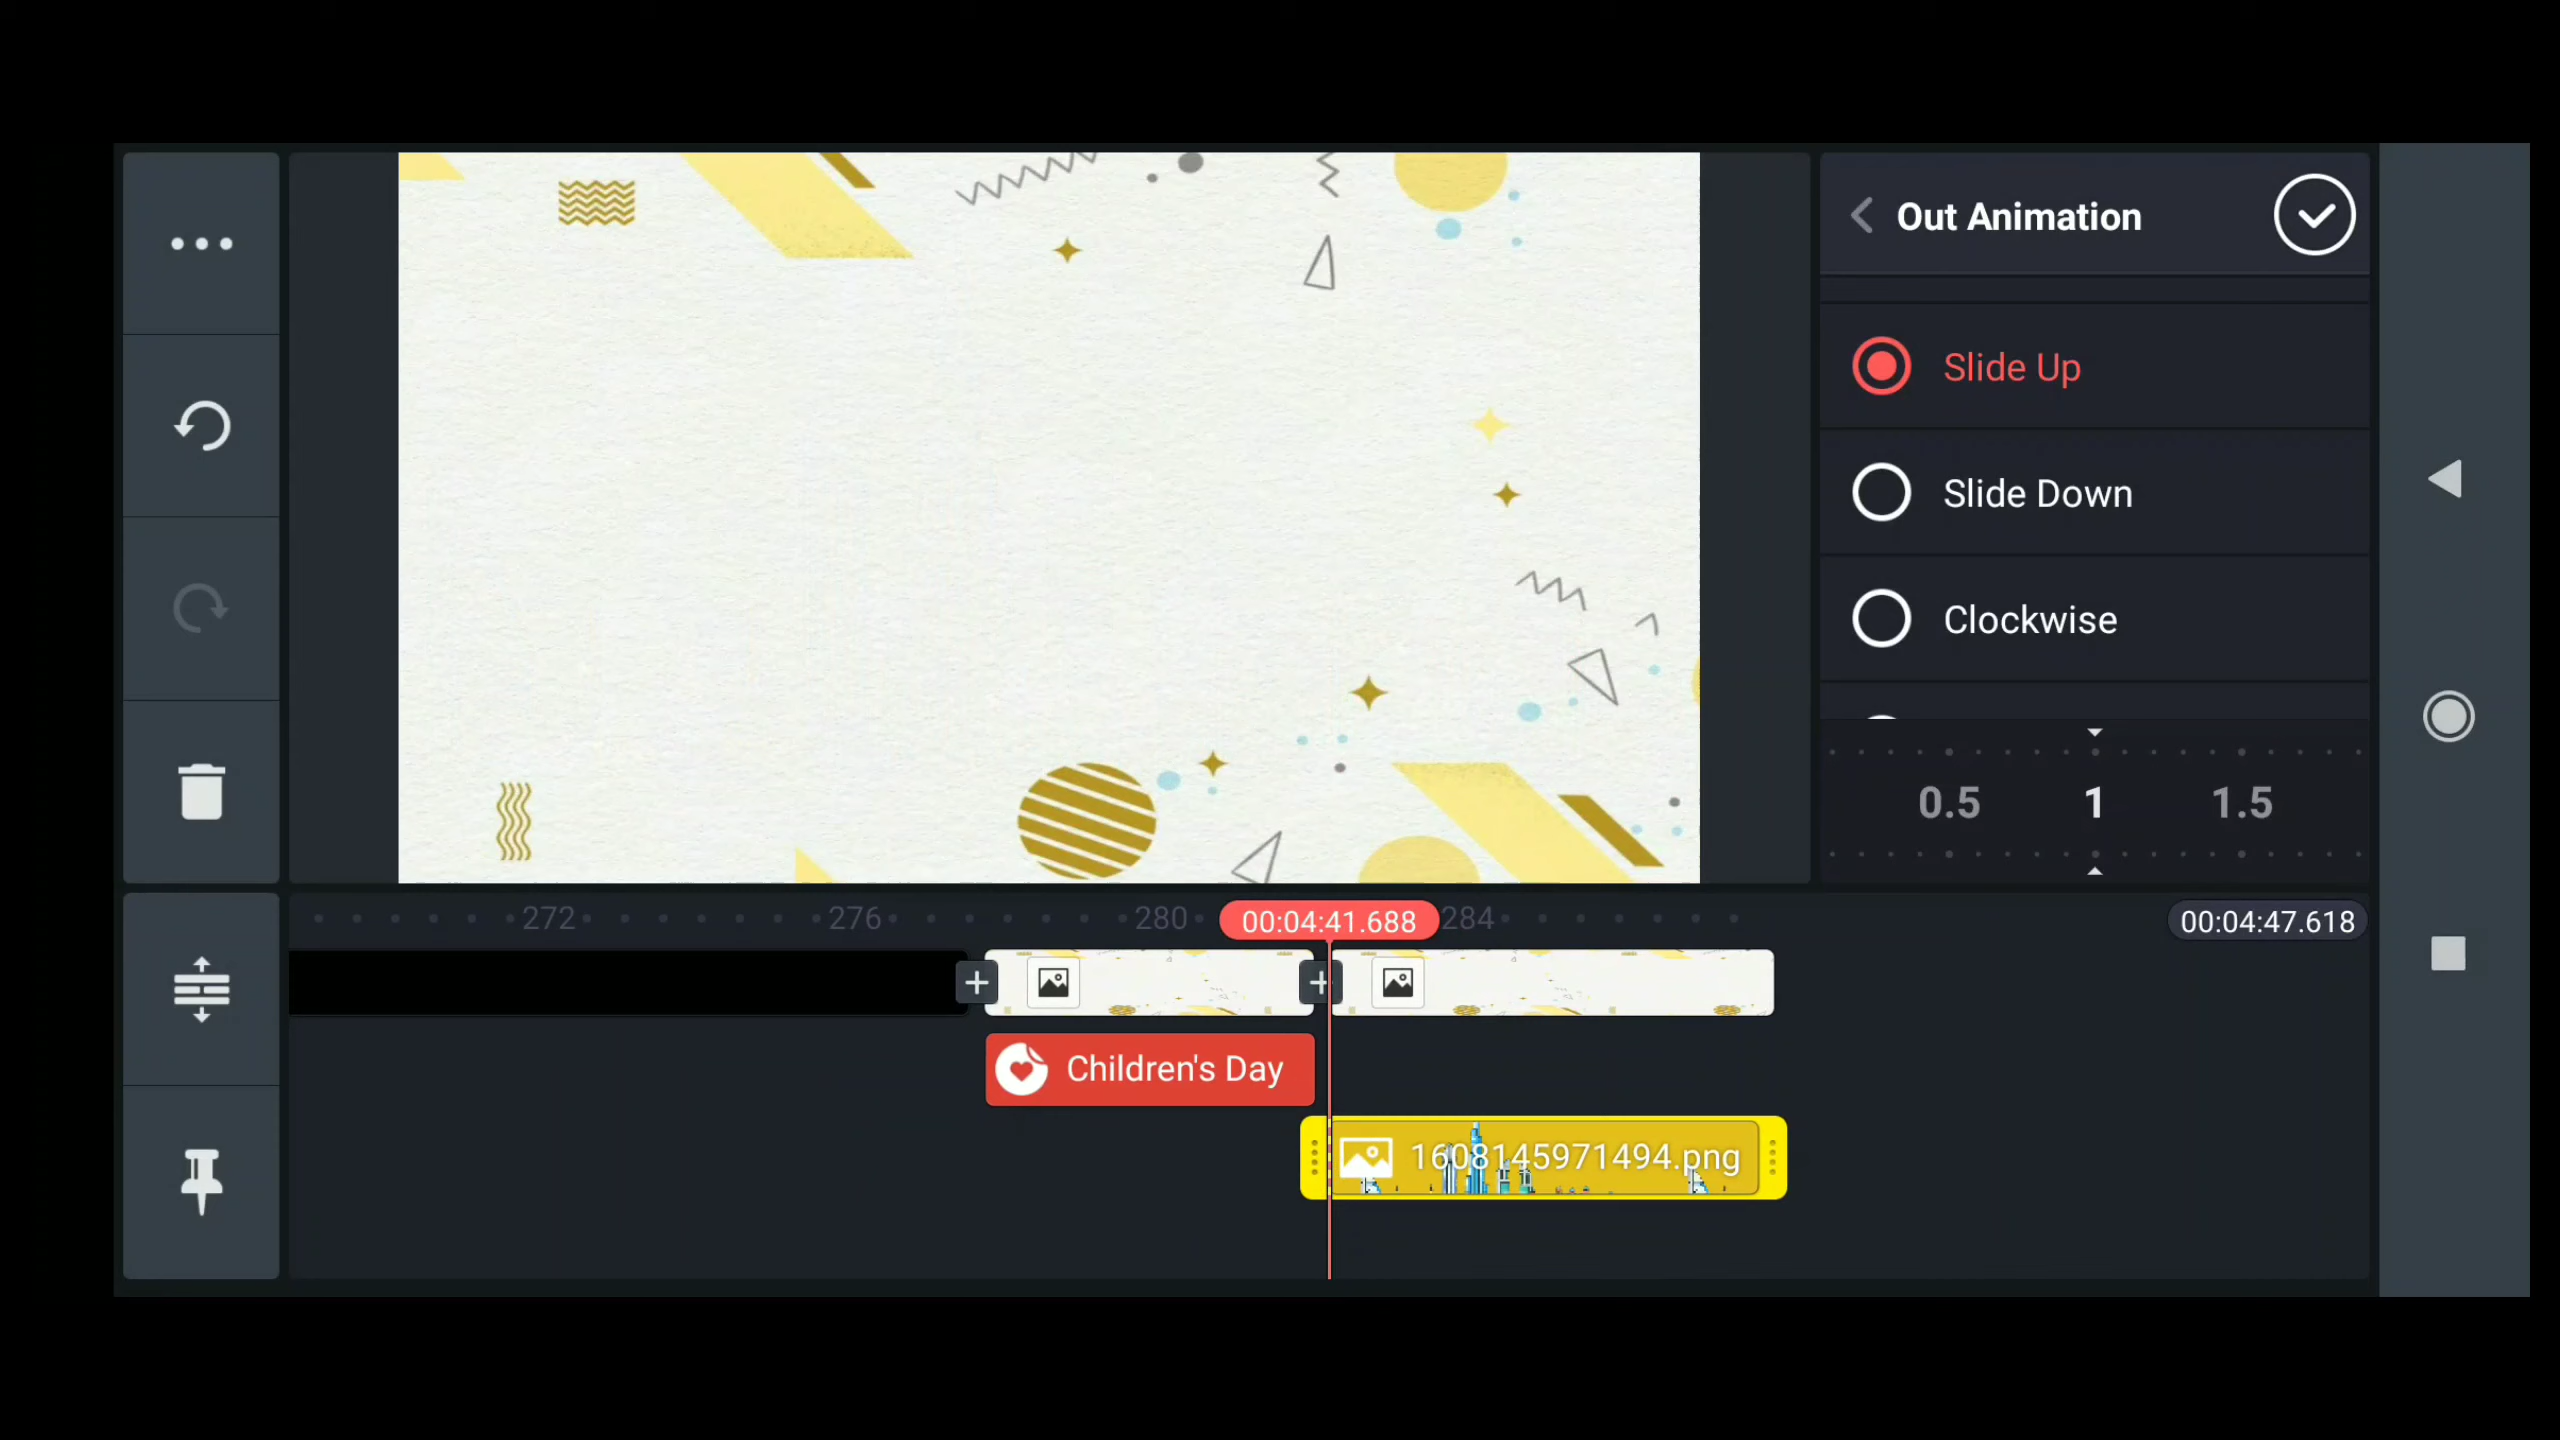 Out Animation
Slide Up
Slide Down
Clockwise
0.5 1 1.5
272 276 280 00:04:41.688 284 00:04:47.618
Children's Day
1608145971494.png